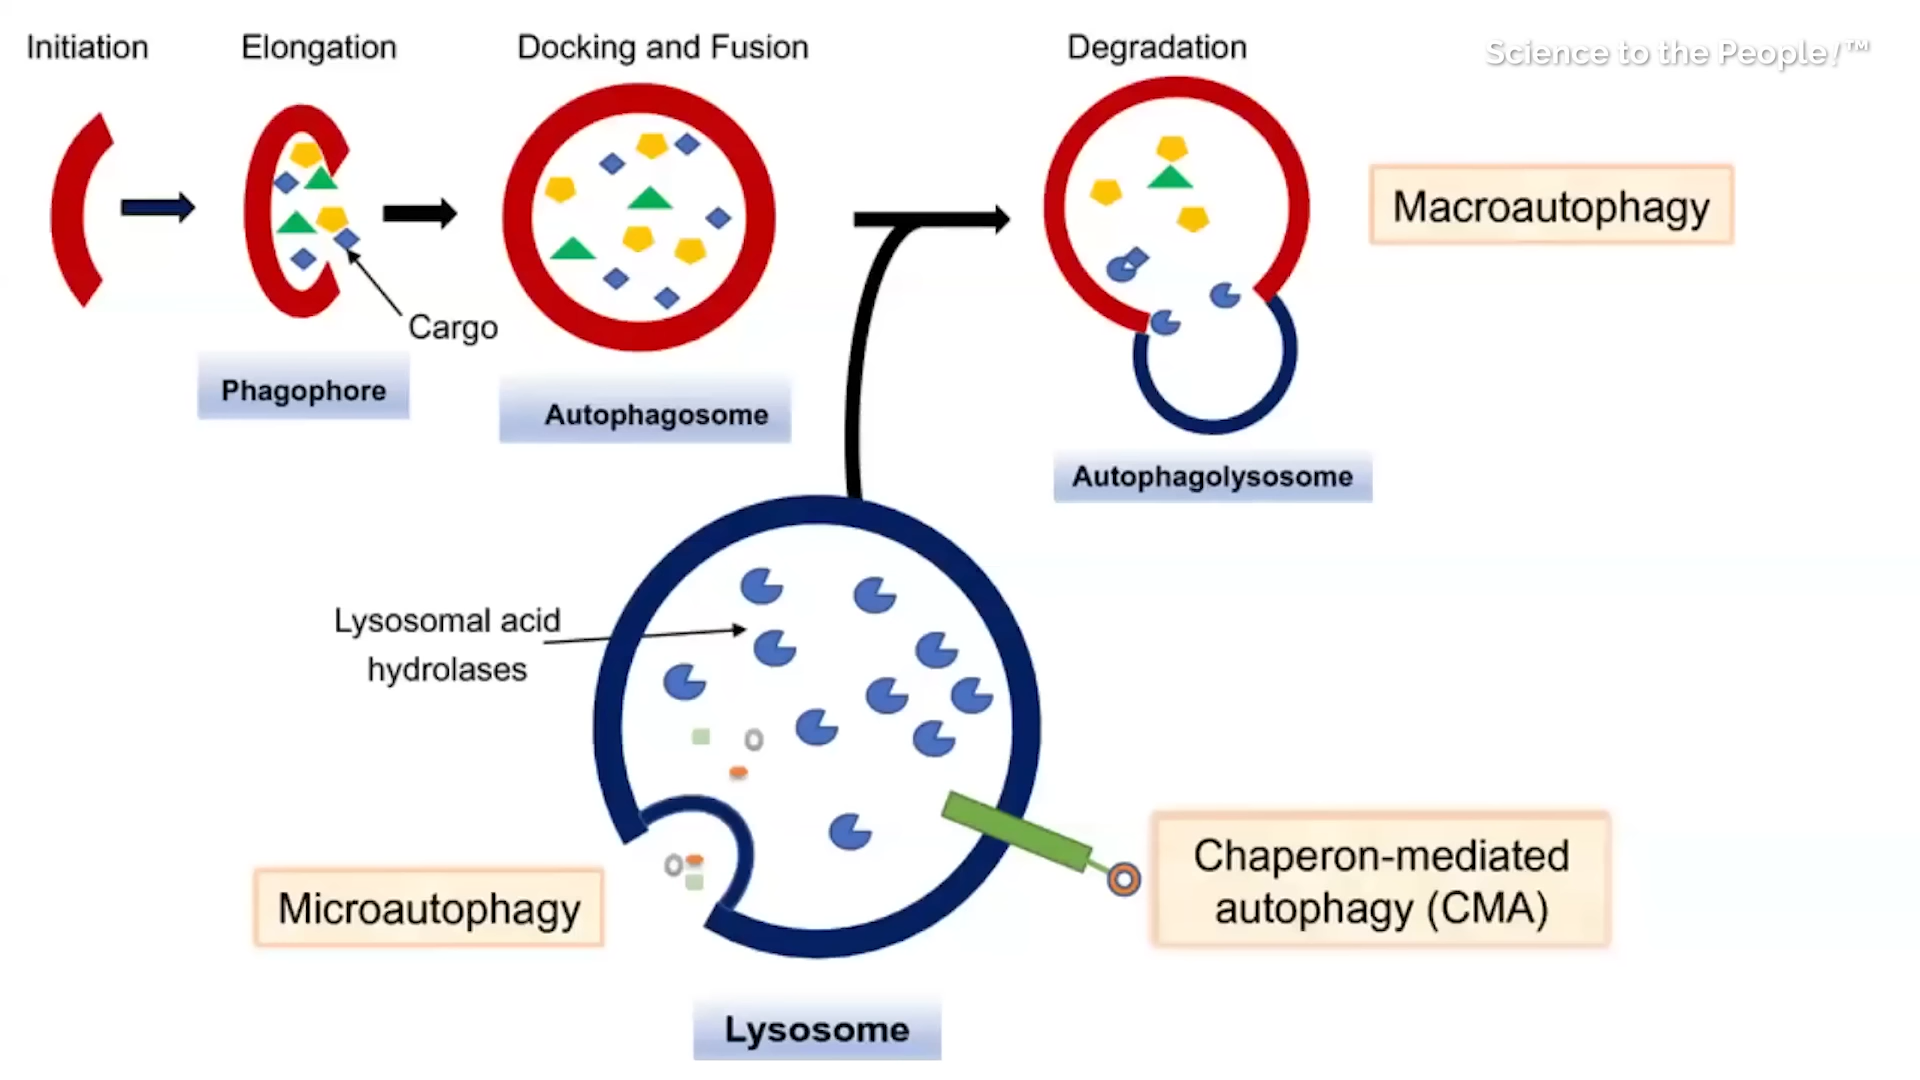 Initiation
Elongation
Docking and Fusion
Degradation
Science to the People!™
Macroautophagy
Cargo
Phagophore
Autophagosome
Autophagolysosome
Lysosomal acid
hydrolases
Chaperon-mediated
autophagy (CMA)
Microautophagy
Lysosome